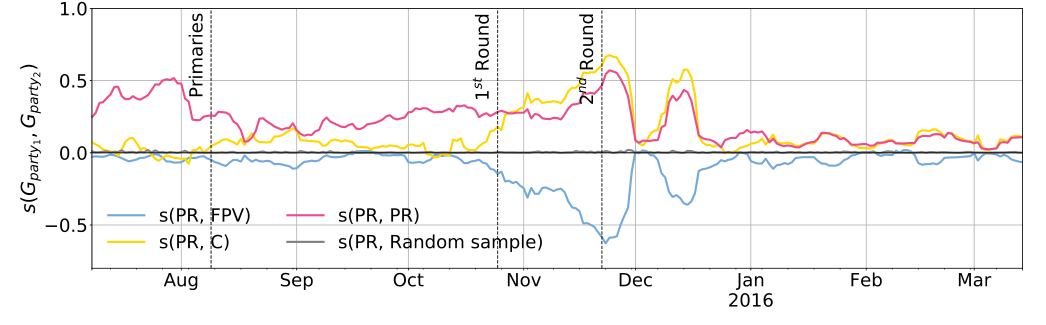 1.0
0.5
0.0
−0.5
s(G_party₁, G_party₂)
Primaries
1st Round
2nd Round
s(PR, FPV)
s(PR, C)
s(PR, PR)
s(PR, Random sample)
Aug
Sep
Oct
Nov
Dec
Jan
2016
Feb
Mar